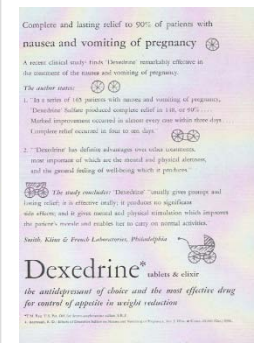 Complete and lasting relief to 90% of patients with
nausea and vomiting of pregnancy
A recent clinical study finds 'Dexedrine' remarkably effective in
the treatment of the nausea and vomiting of pregnancy.
The author states:
1. "In a series of 165 patients with nausea and vomiting of pregnancy,
'Dexedrine' Sulfate produced complete relief in 148, or 90%...
Marked improvement occurred in almost every case within three days.
Complete relief occurred in four to ten days."
2. "'Dexedrine' has definite advantages over other treatments,
most important of which are the mental and physical alertness,
and the general feeling of well-being which it produces."
The study concludes: 'Dexedrine' "usually gives prompt and
lasting relief; it is effective orally; it produces no significant
side effects; and it gives mental and physical stimulation which improves
the patient's morale and enables her to carry on normal activities.
Smith, Kline & French Laboratories, Philadelphia
Dexedrine* tablets & elixir
the antidepressant of choice and the most effective drug
for control of appetite in weight reduction